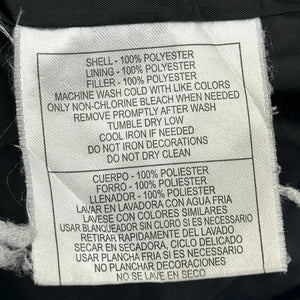 SHELL - 100% POLYESTER
LINING - 100% POLYESTER
FILLER - 100% POLYESTER
MACHINE WASH COLD WITH LIKE COLORS
ONLY NON-CHLORINE BLEACH WHEN NEEDED
REMOVE PROMPTLY AFTER WASH
TUMBLE DRY LOW
COOL IRON IF NEEDED
DO NOT IRON DECORATIONS
DO NOT DRY CLEAN
CUERPO - 100% POLIESTER
FORRO - 100% POLIESTER
LLENADOR - 100% POLIESTER
LAVAR EN LAVADORA CON AGUA FRIA
LAVESE CON COLORES SIMILARES
USAR BLANQUEADOR SIN CLORO SI ES NECESARIO
RETIRAR RAPIDAMENTE DEL LAVADO
SECAR EN SECADORA, CICLO DELICADO
USAR PLANCHA TIBIA SI ES NECESARIO
NO PLANCHAR DECORACIONES
NO SE LAVE EN SECO